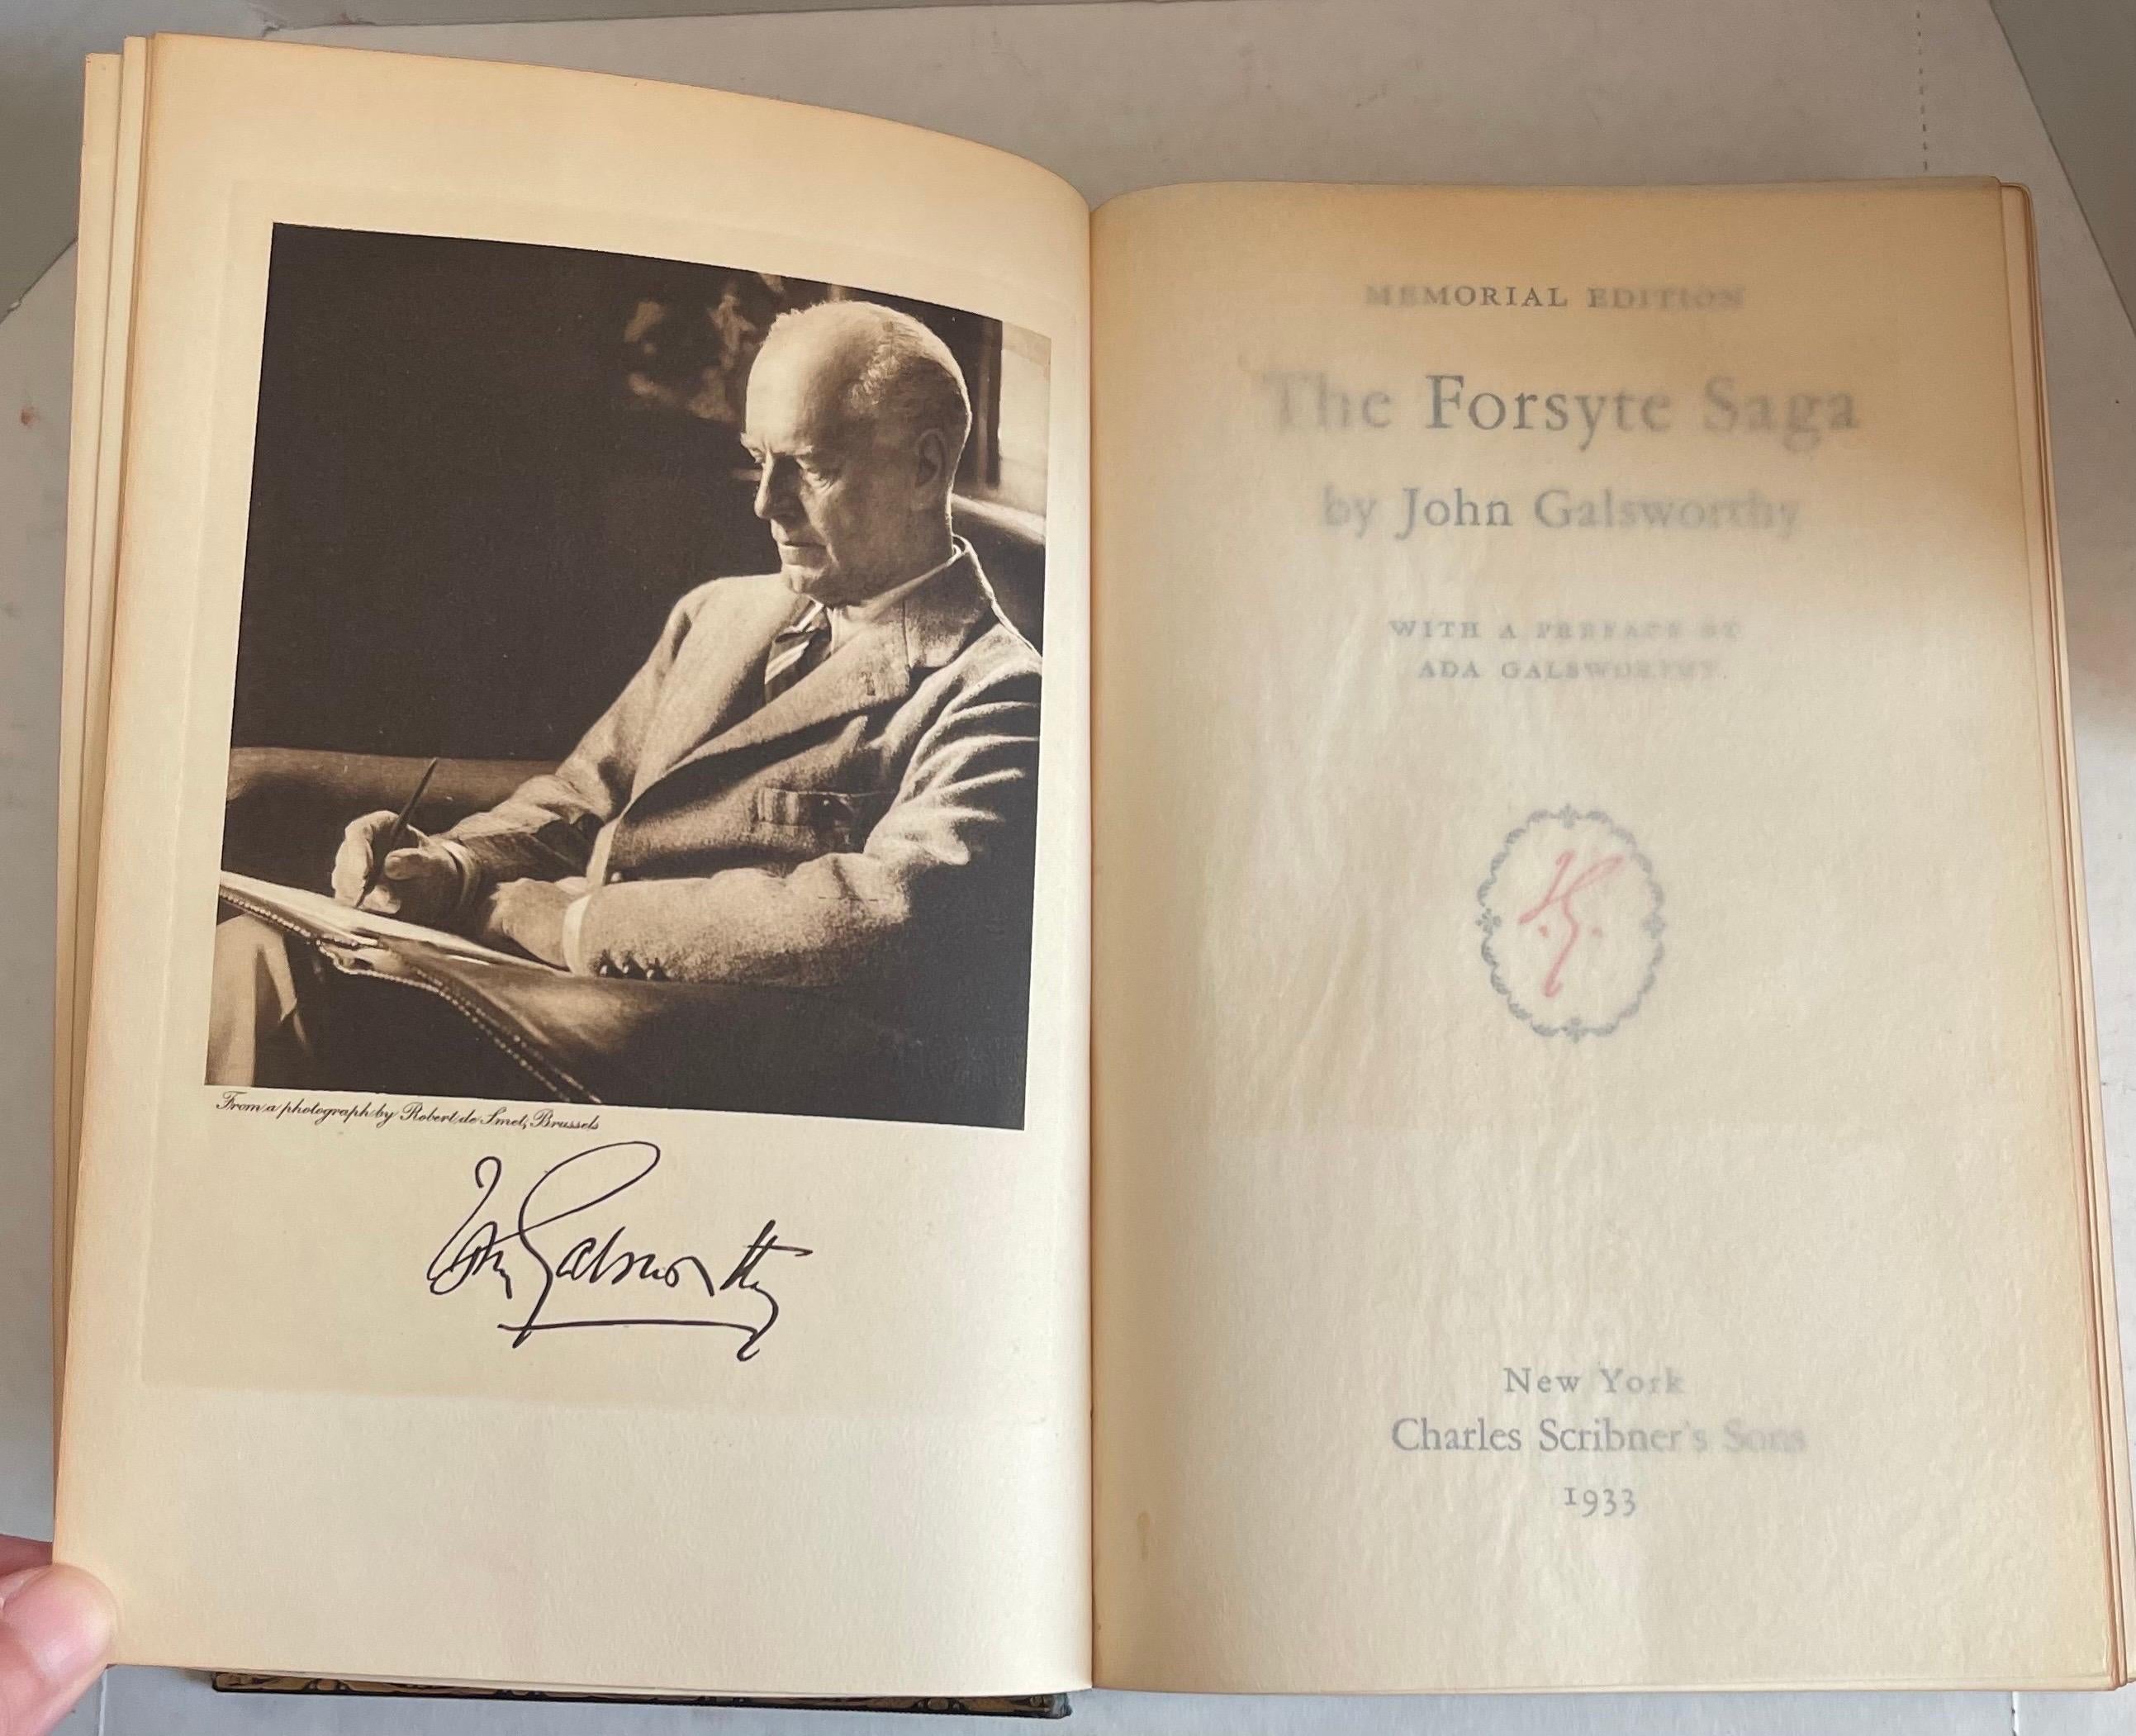 From a photograph by Robert de Smet, Brussels
John Galsworthy
MEMORIAL EDITION
The Forsyte Saga
by John Galsworthy
WITH A PREFACE BY
ADA GALSWORTHY
J.G.
New York
Charles Scribner's Sons
1933